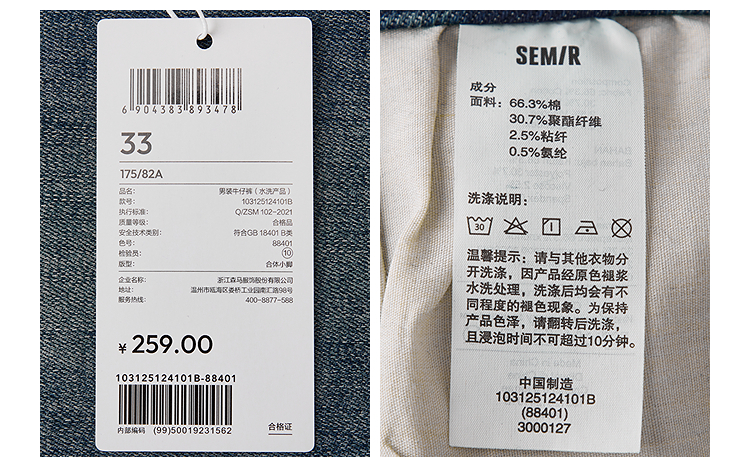 6904383893478
33
175/82A
品名: 男装牛仔裤（水洗产品）
款号: 103125124101B
执行标准: Q/ZSM 102-2021
质量等级: 合格品
安全技术类别: 符合GB 18401 B类
色号: 88401
检验员: 10
版型: 合体小脚
企业名称: 浙江森马服饰股份有限公司
地址: 温州市瓯海区娄桥工业园南汇路98号
服务热线: 400-8877-588
¥ 259.00
103125124101B-88401
内部编码 (99)50019231562
合格证
SEM/R
成分
面料: 66.3%棉
30.7%聚酯纤维
2.5%粘纤
0.5%氨纶
洗涤说明:
30
温馨提示: 请与其他衣物分
开洗涤，因产品经原色褪浆
水洗处理，洗涤后均会有不
同程度的褪色现象。为保持
产品色泽，请翻转后洗涤，
且浸泡时间不可超过10分钟。
中国制造
103125124101B
(88401)
3000127